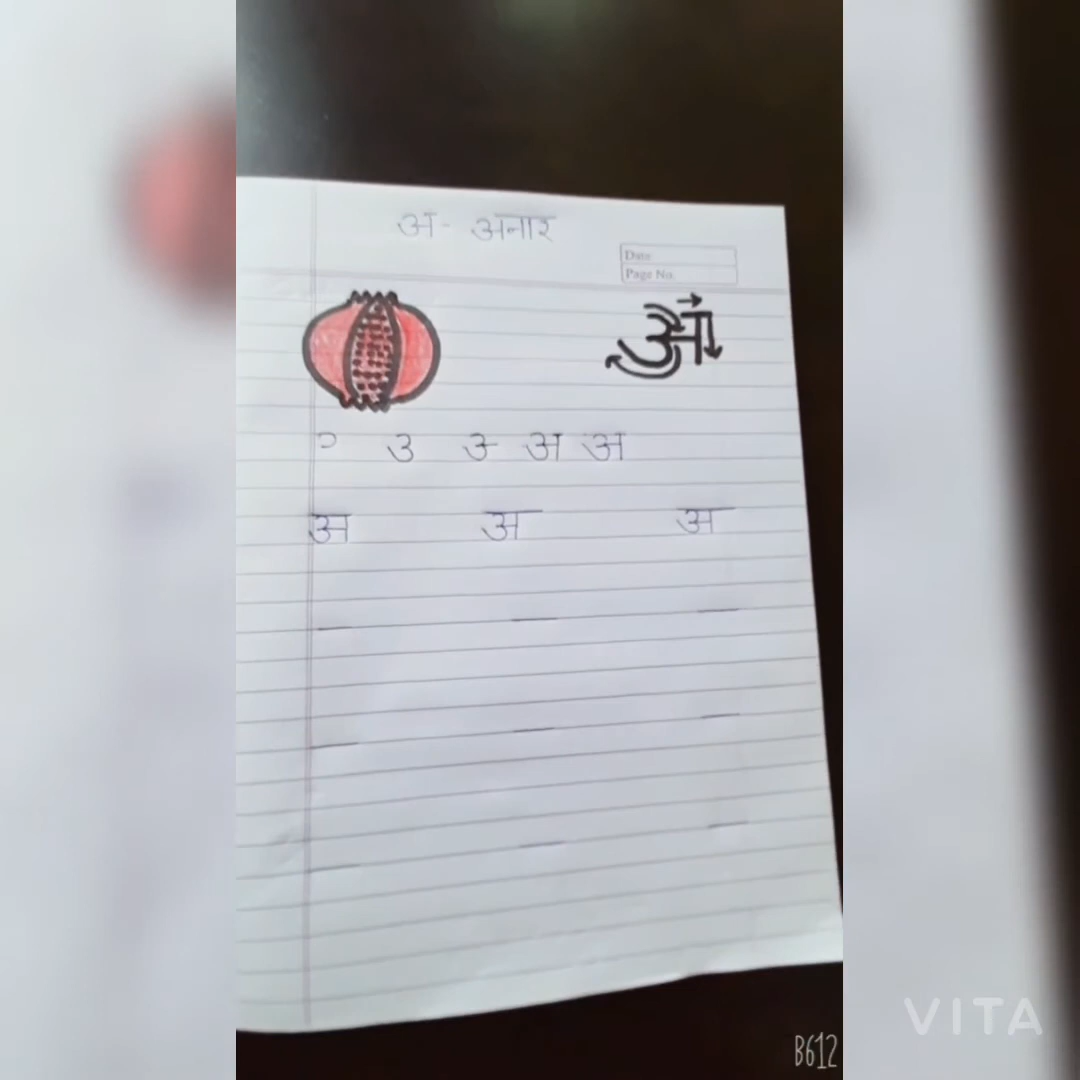 अ - अनार
Date
Page No.
अ
उ उ- अ अ
अ अ अ
VITA
B612